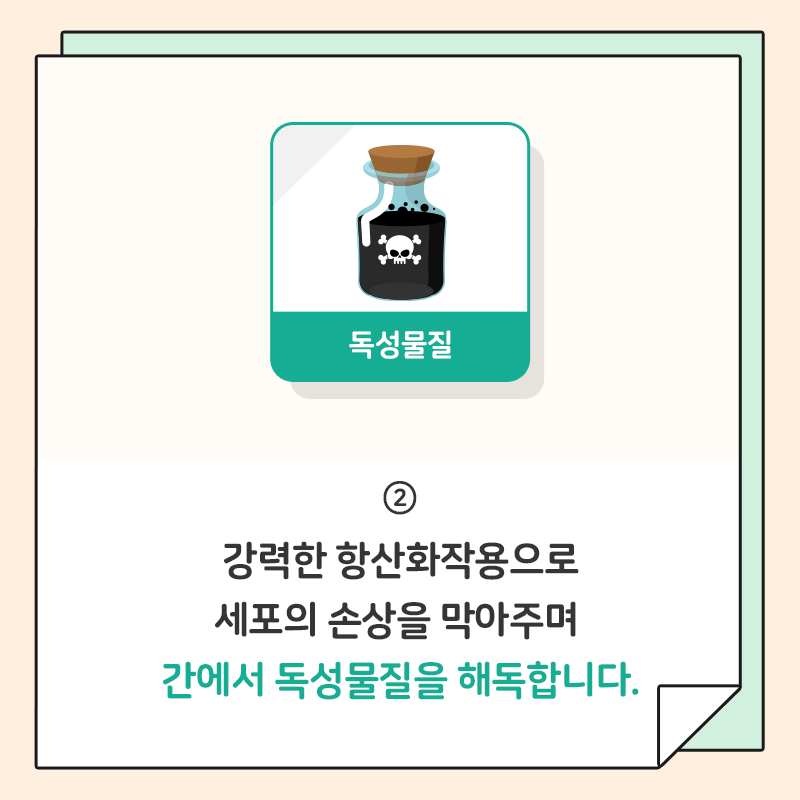 독성물질
②
강력한 항산화작용으로
세포의 손상을 막아주며
간에서 독성물질을 해독합니다.